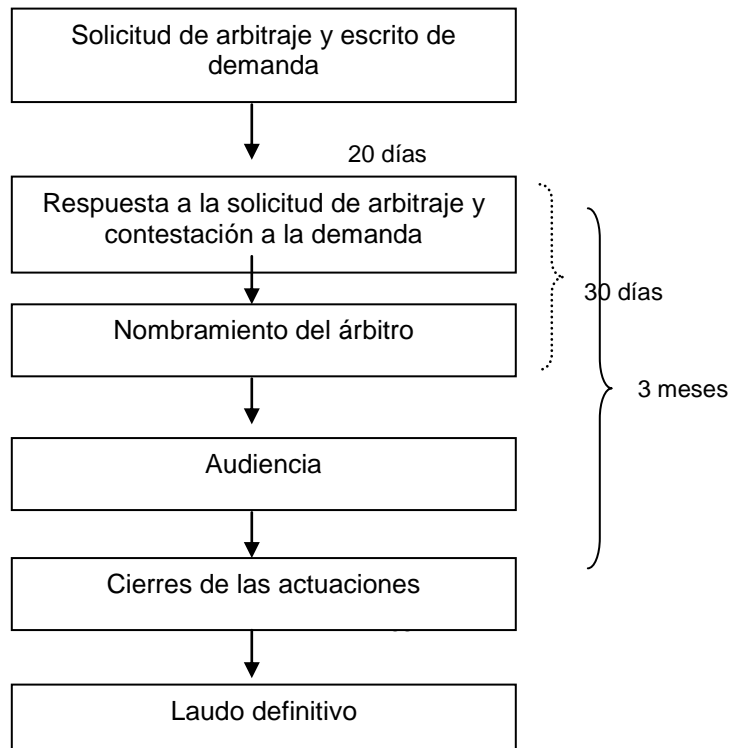 Solicitud de arbitraje y escrito de
demanda
20 días
Respuesta a la solicitud de arbitraje y
contestación a la demanda
30 días
Nombramiento del árbitro
3 meses
Audiencia
Cierres de las actuaciones
Laudo definitivo